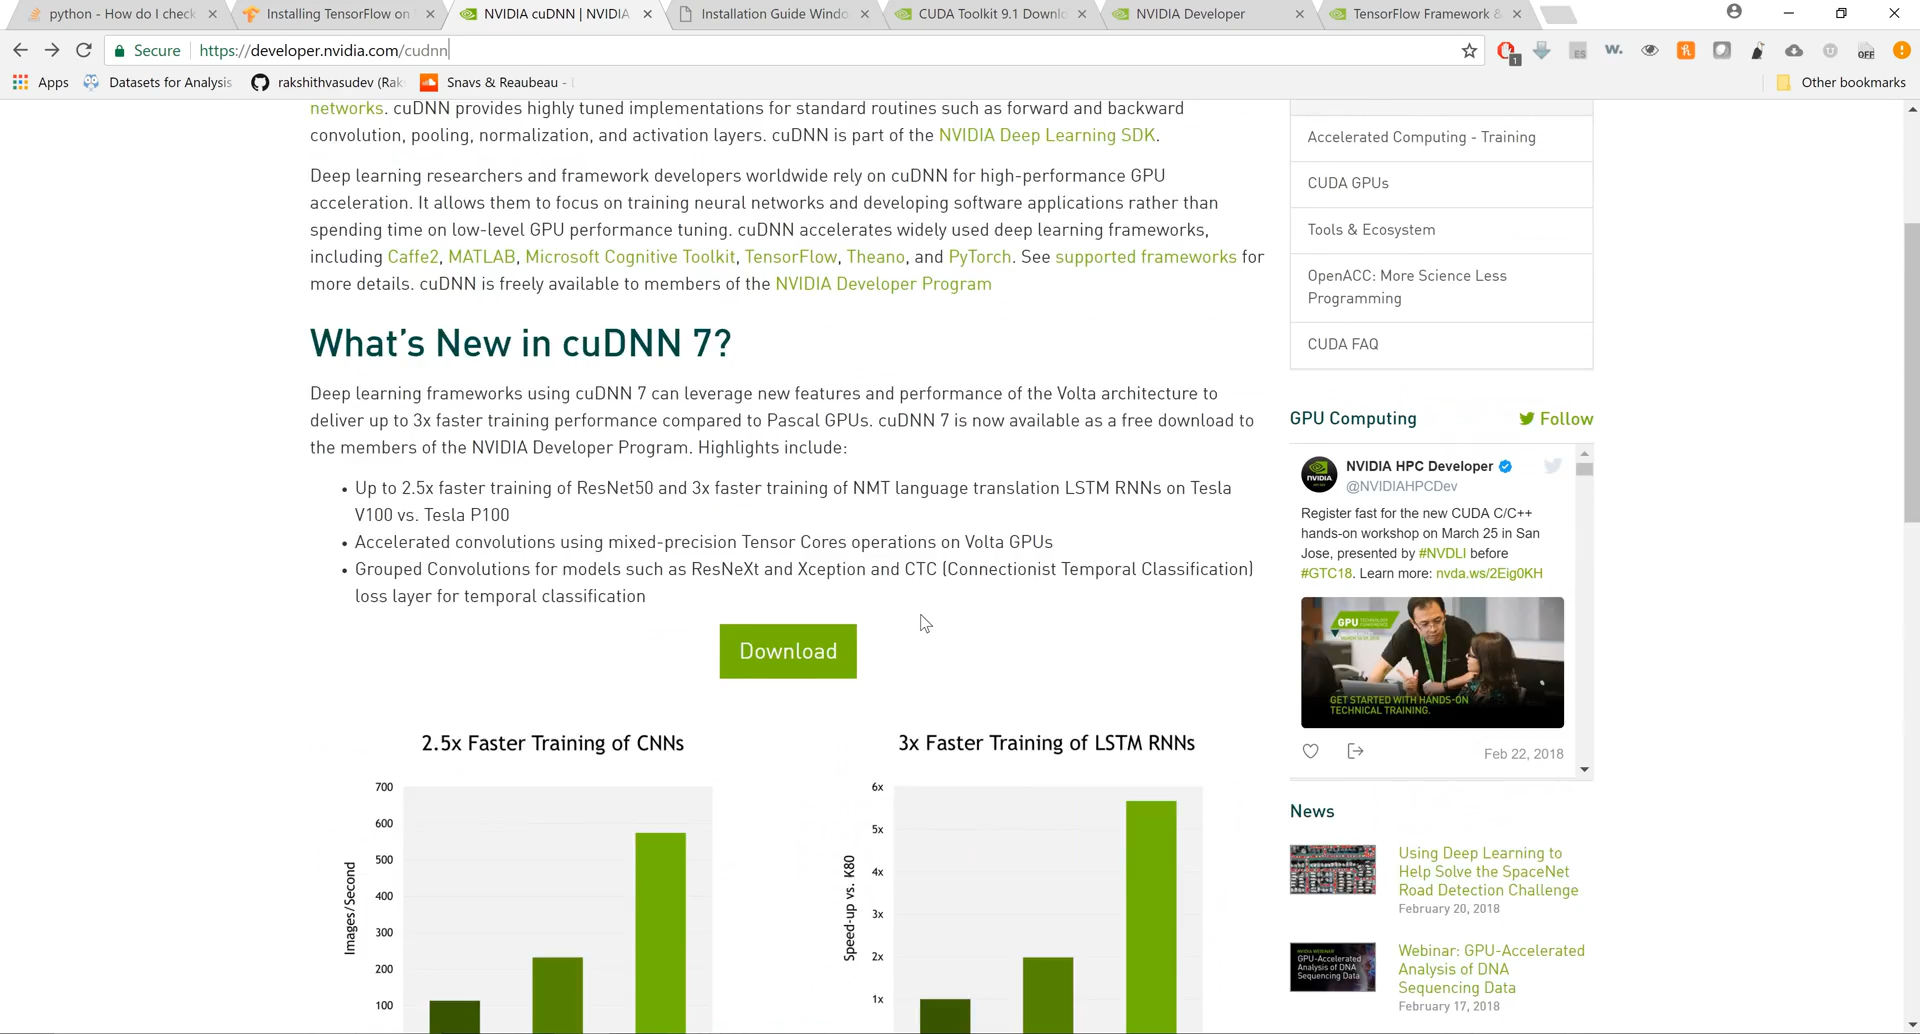 python - How do I check
Installing TensorFlow on
NVIDIA cuDNN | NVIDIA
Installation Guide Windo
CUDA Toolkit 9.1 Downlo
NVIDIA Developer
TensorFlow Framework &
Secure
https://developer.nvidia.com/cudnn
1
ES
w.
OFF
Apps
Datasets for Analysis
rakshithvasudev (Rak
Snavs & Reaubeau -
Other bookmarks
networks. cuDNN provides highly tuned implementations for standard routines such as forward and backward
convolution, pooling, normalization, and activation layers. cuDNN is part of the NVIDIA Deep Learning SDK.
Deep learning researchers and framework developers worldwide rely on cuDNN for high-performance GPU
acceleration. It allows them to focus on training neural networks and developing software applications rather than
spending time on low-level GPU performance tuning. cuDNN accelerates widely used deep learning frameworks,
including Caffe2, MATLAB, Microsoft Cognitive Toolkit, TensorFlow, Theano, and PyTorch. See supported frameworks for
more details. cuDNN is freely available to members of the NVIDIA Developer Program
What's New in cuDNN 7?
Deep learning frameworks using cuDNN 7 can leverage new features and performance of the Volta architecture to
deliver up to 3x faster training performance compared to Pascal GPUs. cuDNN 7 is now available as a free download to
the members of the NVIDIA Developer Program. Highlights include:
• Up to 2.5x faster training of ResNet50 and 3x faster training of NMT language translation LSTM RNNs on Tesla
V100 vs. Tesla P100
• Accelerated convolutions using mixed-precision Tensor Cores operations on Volta GPUs
• Grouped Convolutions for models such as ResNeXt and Xception and CTC (Connectionist Temporal Classification)
loss layer for temporal classification
Download
2.5x Faster Training of CNNs
700
600
500
400
300
200
100
Images/Second
3x Faster Training of LSTM RNNs
6x
5x
4x
3x
2x
1x
Speed-up vs. K80
Accelerated Computing - Training
CUDA GPUs
Tools & Ecosystem
OpenACC: More Science Less
Programming
CUDA FAQ
GPU Computing
Follow
NVIDIA HPC Developer
@NVIDIAHPCDev
Register fast for the new CUDA C/C++
hands-on workshop on March 25 in San
Jose, presented by #NVDLI before
#GTC18. Learn more: nvda.ws/2Eig0KH
GPU TECHNOLOGY
CONFERENCE
GET STARTED WITH HANDS-ON
TECHNICAL TRAINING.
Feb 22, 2018
News
Using Deep Learning to
Help Solve the SpaceNet
Road Detection Challenge
February 20, 2018
GPU-Accelerated
Analysis of DNA
Sequencing Data
Webinar: GPU-Accelerated
Analysis of DNA
Sequencing Data
February 17, 2018